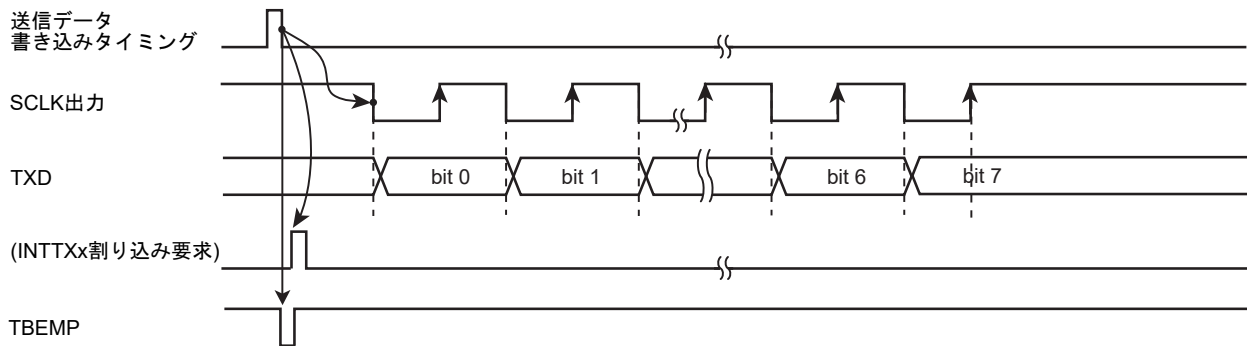 送信データ
書き込みタイミング
SCLK出力
TXD
bit 0
bit 1
bit 6
bit 7
(INTTXx割り込み要求)
TBEMP